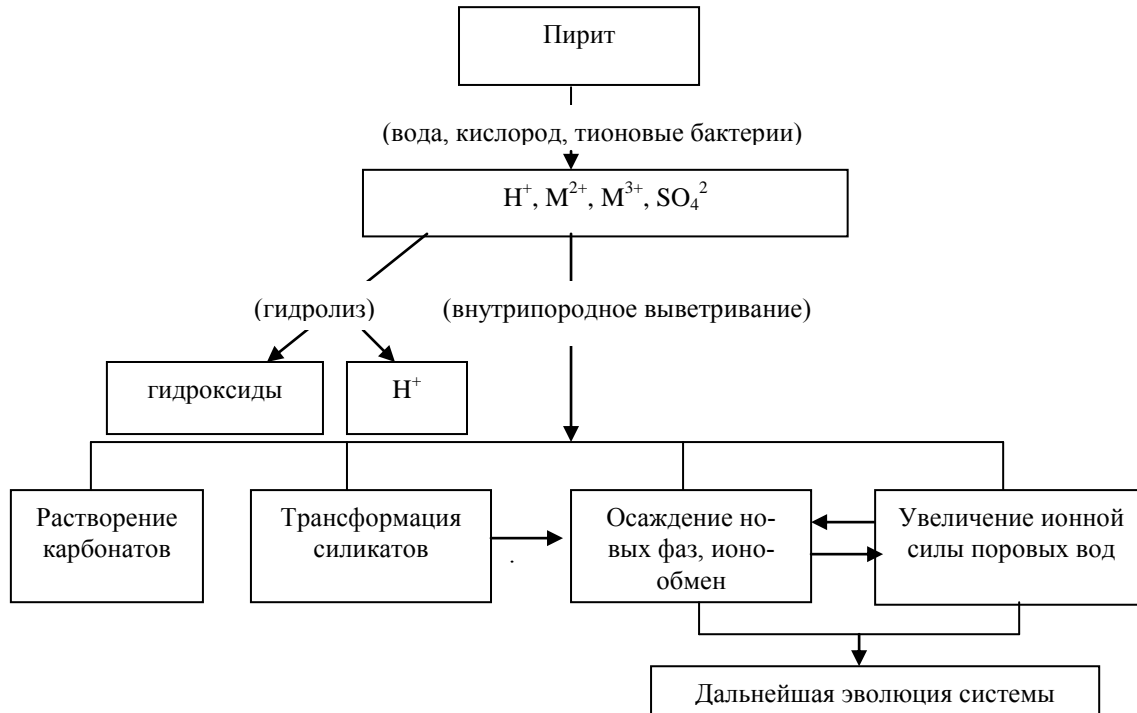 Пирит
(вода, кислород, тионовые бактерии)
H⁺, M²⁺, M³⁺, SO₄²
(гидролиз)
(внутрипородное выветривание)
гидроксиды
H⁺
Растворение
карбонатов
Трансформация
силикатов
Осаждение но-
вых фаз, ионо-
обмен
Увеличение ионной
силы поровых вод
.
Дальнейшая эволюция системы